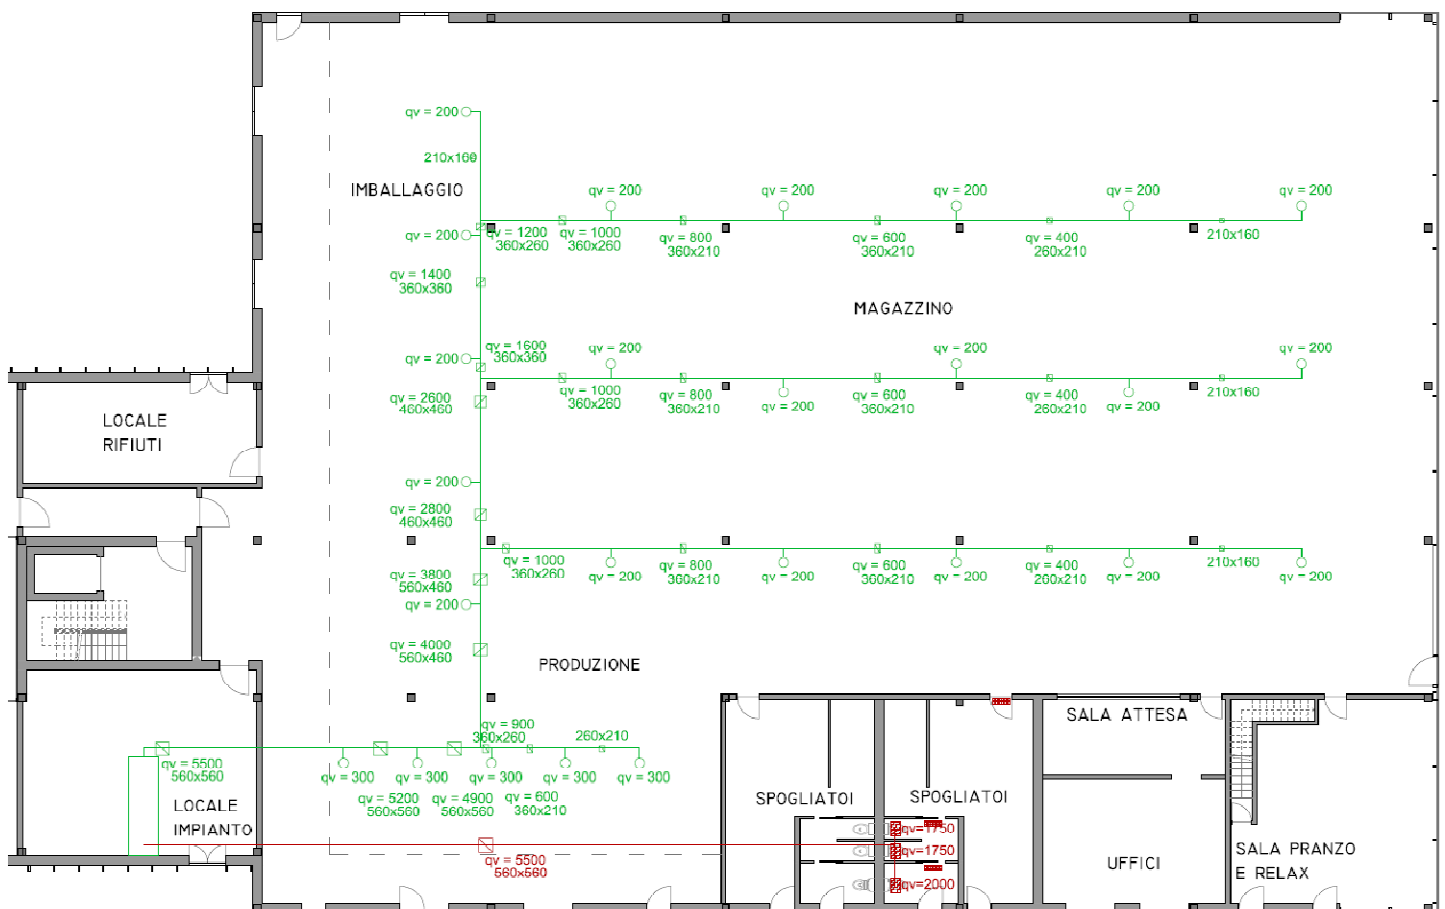 qv = 200
210x160
IMBALLAGGIO
qv = 200
qv = 200
qv = 200
qv = 200
qv = 200
qv = 200
qv = 1200
360x260
qv = 1000
360x260
qv = 800
360x210
qv = 600
360x210
qv = 400
260x210
210x160
qv = 1400
360x360
MAGAZZINO
qv = 1600
360x360
qv = 200
qv = 200
qv = 200
qv = 200
qv = 2600
460x460
qv = 1000
360x260
qv = 800
360x210
qv = 200
qv = 600
360x210
qv = 400
260x210
qv = 200
210x160
LOCALE
RIFIUTI
qv = 200
qv = 2800
460x460
qv = 1000
360x260
qv = 200
qv = 800
360x210
qv = 200
qv = 600
360x210
qv = 200
qv = 400
260x210
qv = 200
210x160
qv = 200
qv = 3800
560x460
qv = 200
qv = 4000
560x460
PRODUZIONE
SALA ATTESA
qv = 900
360x260
260x210
qv = 5500
560x560
qv = 300
qv = 300
qv = 300
qv = 300
qv = 300
qv = 5200
560x560
qv = 4900
560x560
qv = 600
360x210
LOCALE
IMPIANTO
SPOGLIATOI
SPOGLIATOI
qv=1750
qv=1750
qv=2000
qv = 5500
560x560
UFFICI
SALA PRANZO
E RELAX